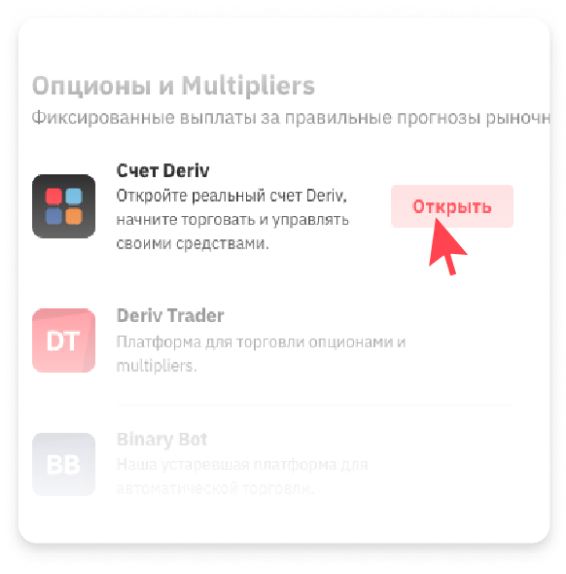 Опционы и Multipliers
Фиксированные выплаты за правильные прогнозы
Счет Deriv
Откройте реальный счет Deriv,
начните торговать и управлять
своими средствами.
Открыть
DT
Deriv Trader
Платформа для торговли опционами и
multipliers.
BB
Binary Bot
Наша устаревшая платформа для
автоматической торговли.